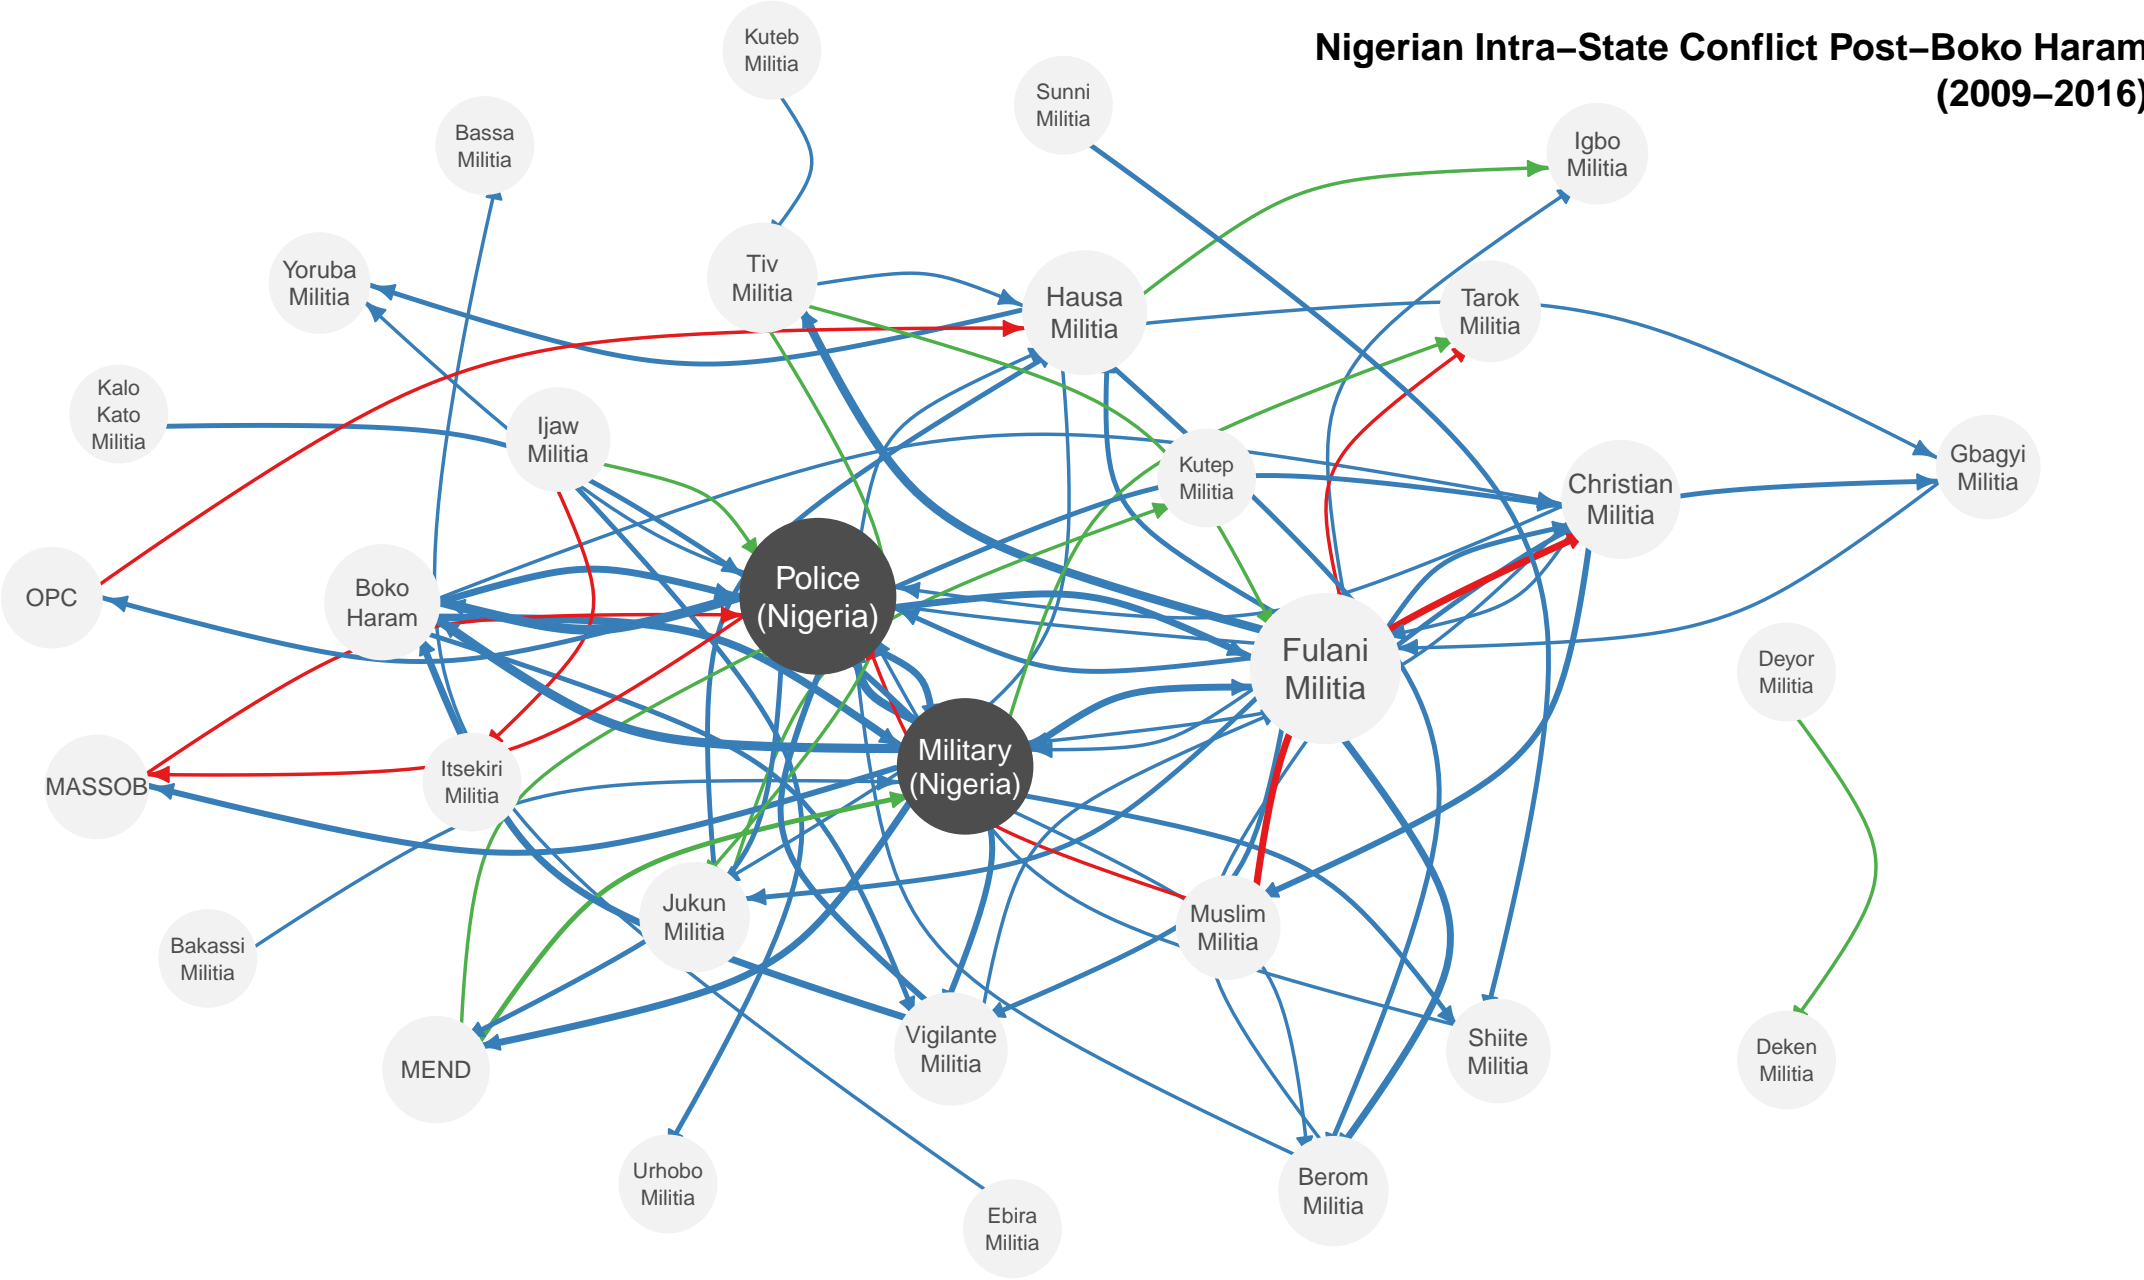 Nigerian Intra–State Conflict Post–Boko Haram
(2009–2016)
Kuteb
Militia
Sunni
Militia
Bassa
Militia
Igbo
Militia
Yoruba
Militia
Tiv
Militia
Hausa
Militia
Tarok
Militia
Kalo
Kato
Militia
Ijaw
Militia
Kutep
Militia
Christian
Militia
Gbagyi
Militia
OPC
Boko
Haram
Police
(Nigeria)
Fulani
Militia
Deyor
Militia
MASSOB
Itsekiri
Militia
Military
(Nigeria)
Bakassi
Militia
Jukun
Militia
Muslim
Militia
MEND
Vigilante
Militia
Shiite
Militia
Deken
Militia
Urhobo
Militia
Ebira
Militia
Berom
Militia